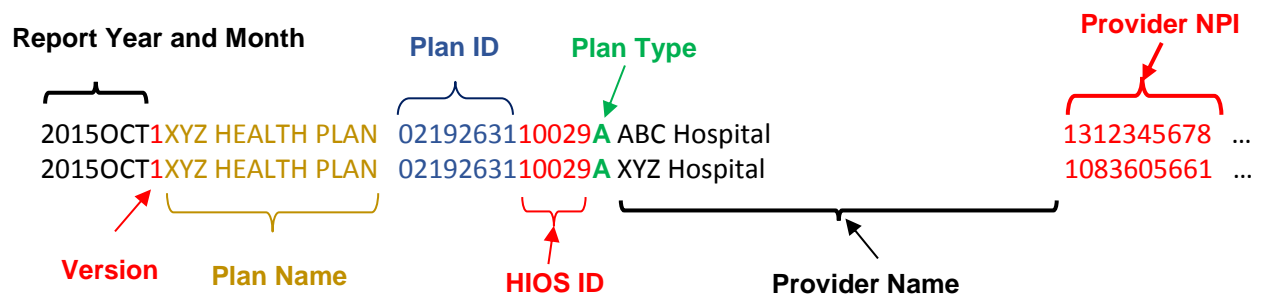 Provider NPI
Report Year and Month
Plan ID
Plan Type
2015OCT1XYZ HEALTH PLAN 0219263110029A ABC Hospital 1312345678 ...
2015OCT1XYZ HEALTH PLAN 0219263110029A XYZ Hospital 1083605661 ...
Version
Plan Name
HIOS ID
Provider Name